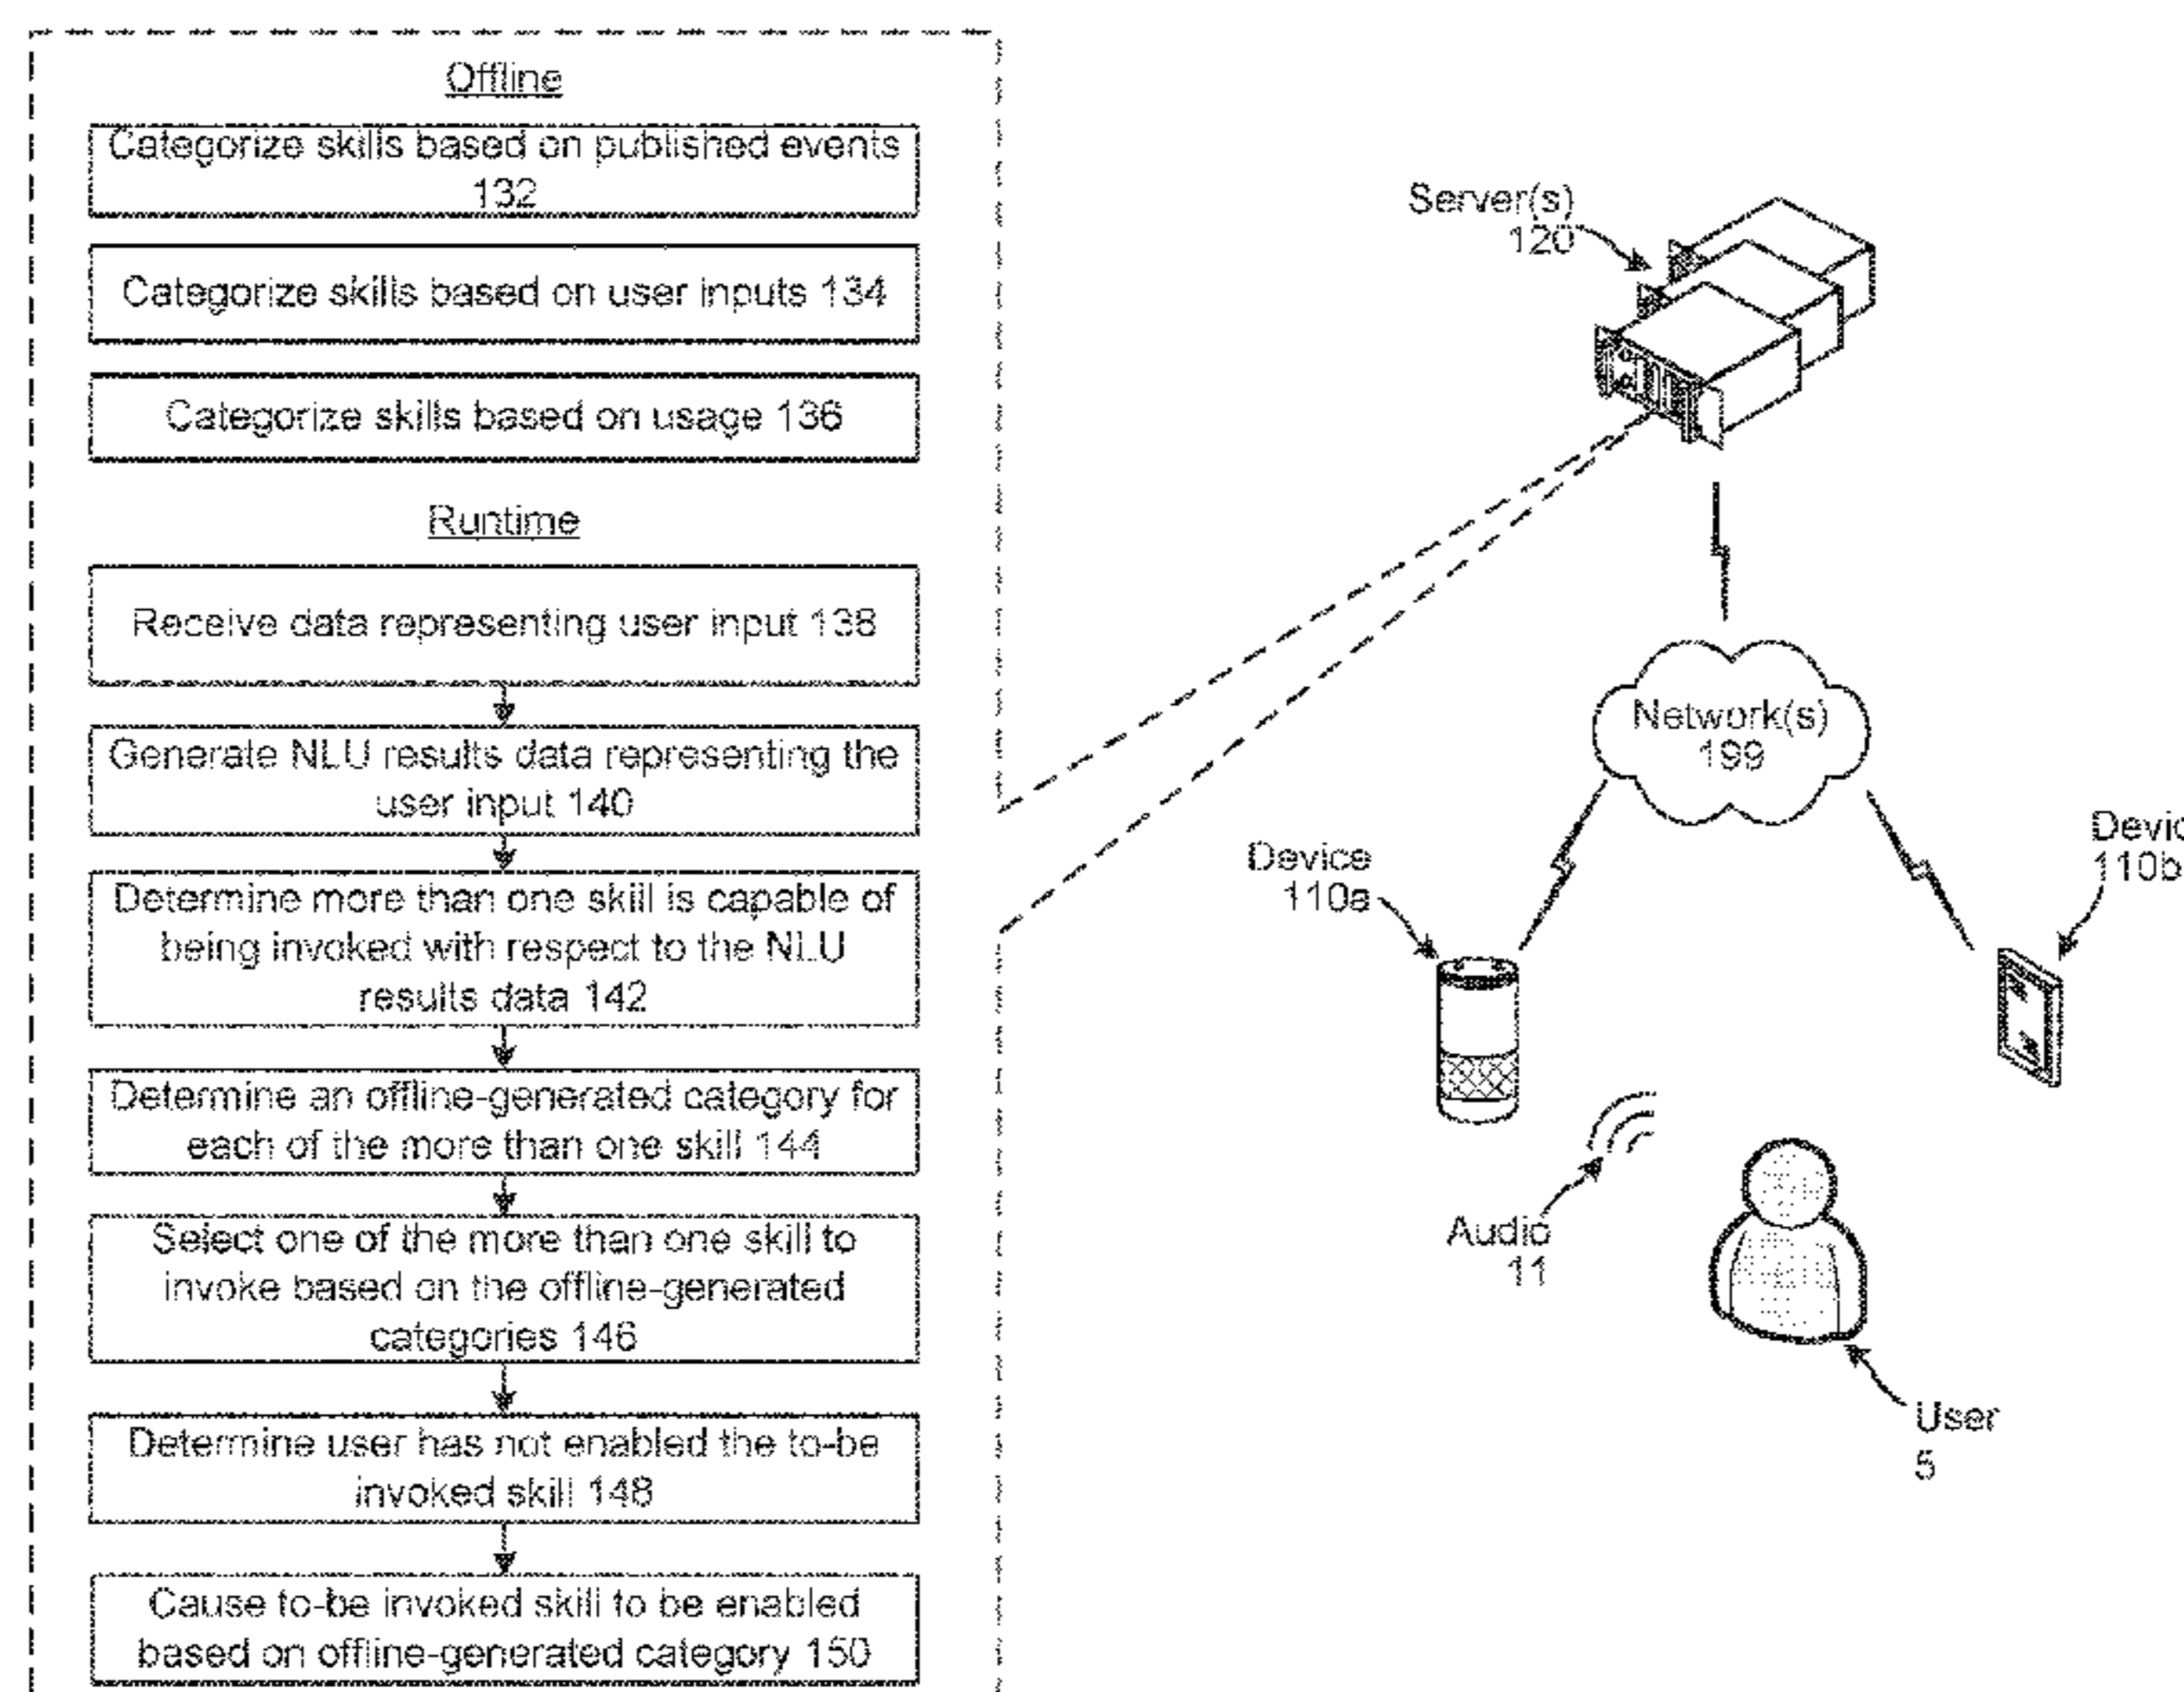 Offline
Categorize skills based on published events
132
Categorize skills based on user inputs 134
Categorize skills based on usage 136
Runtime
Receive data representing user input 138
Generate NLU results data representing the
user input 140
Determine more than one skill is capable of
being invoked with respect to the NLU
results data 142
Determine an offline-generated category for
each of the more than one skill 144
Select one of the more than one skill to
invoke based on the offline-generated
categories 146
Determine user has not enabled the to-be
invoked skill 148
Cause to-be invoked skill to be enabled
based on offline-generated category 150
Server(s)
120
Network(s)
199
Device
110a
Devic
110b
Audio
11
User
5